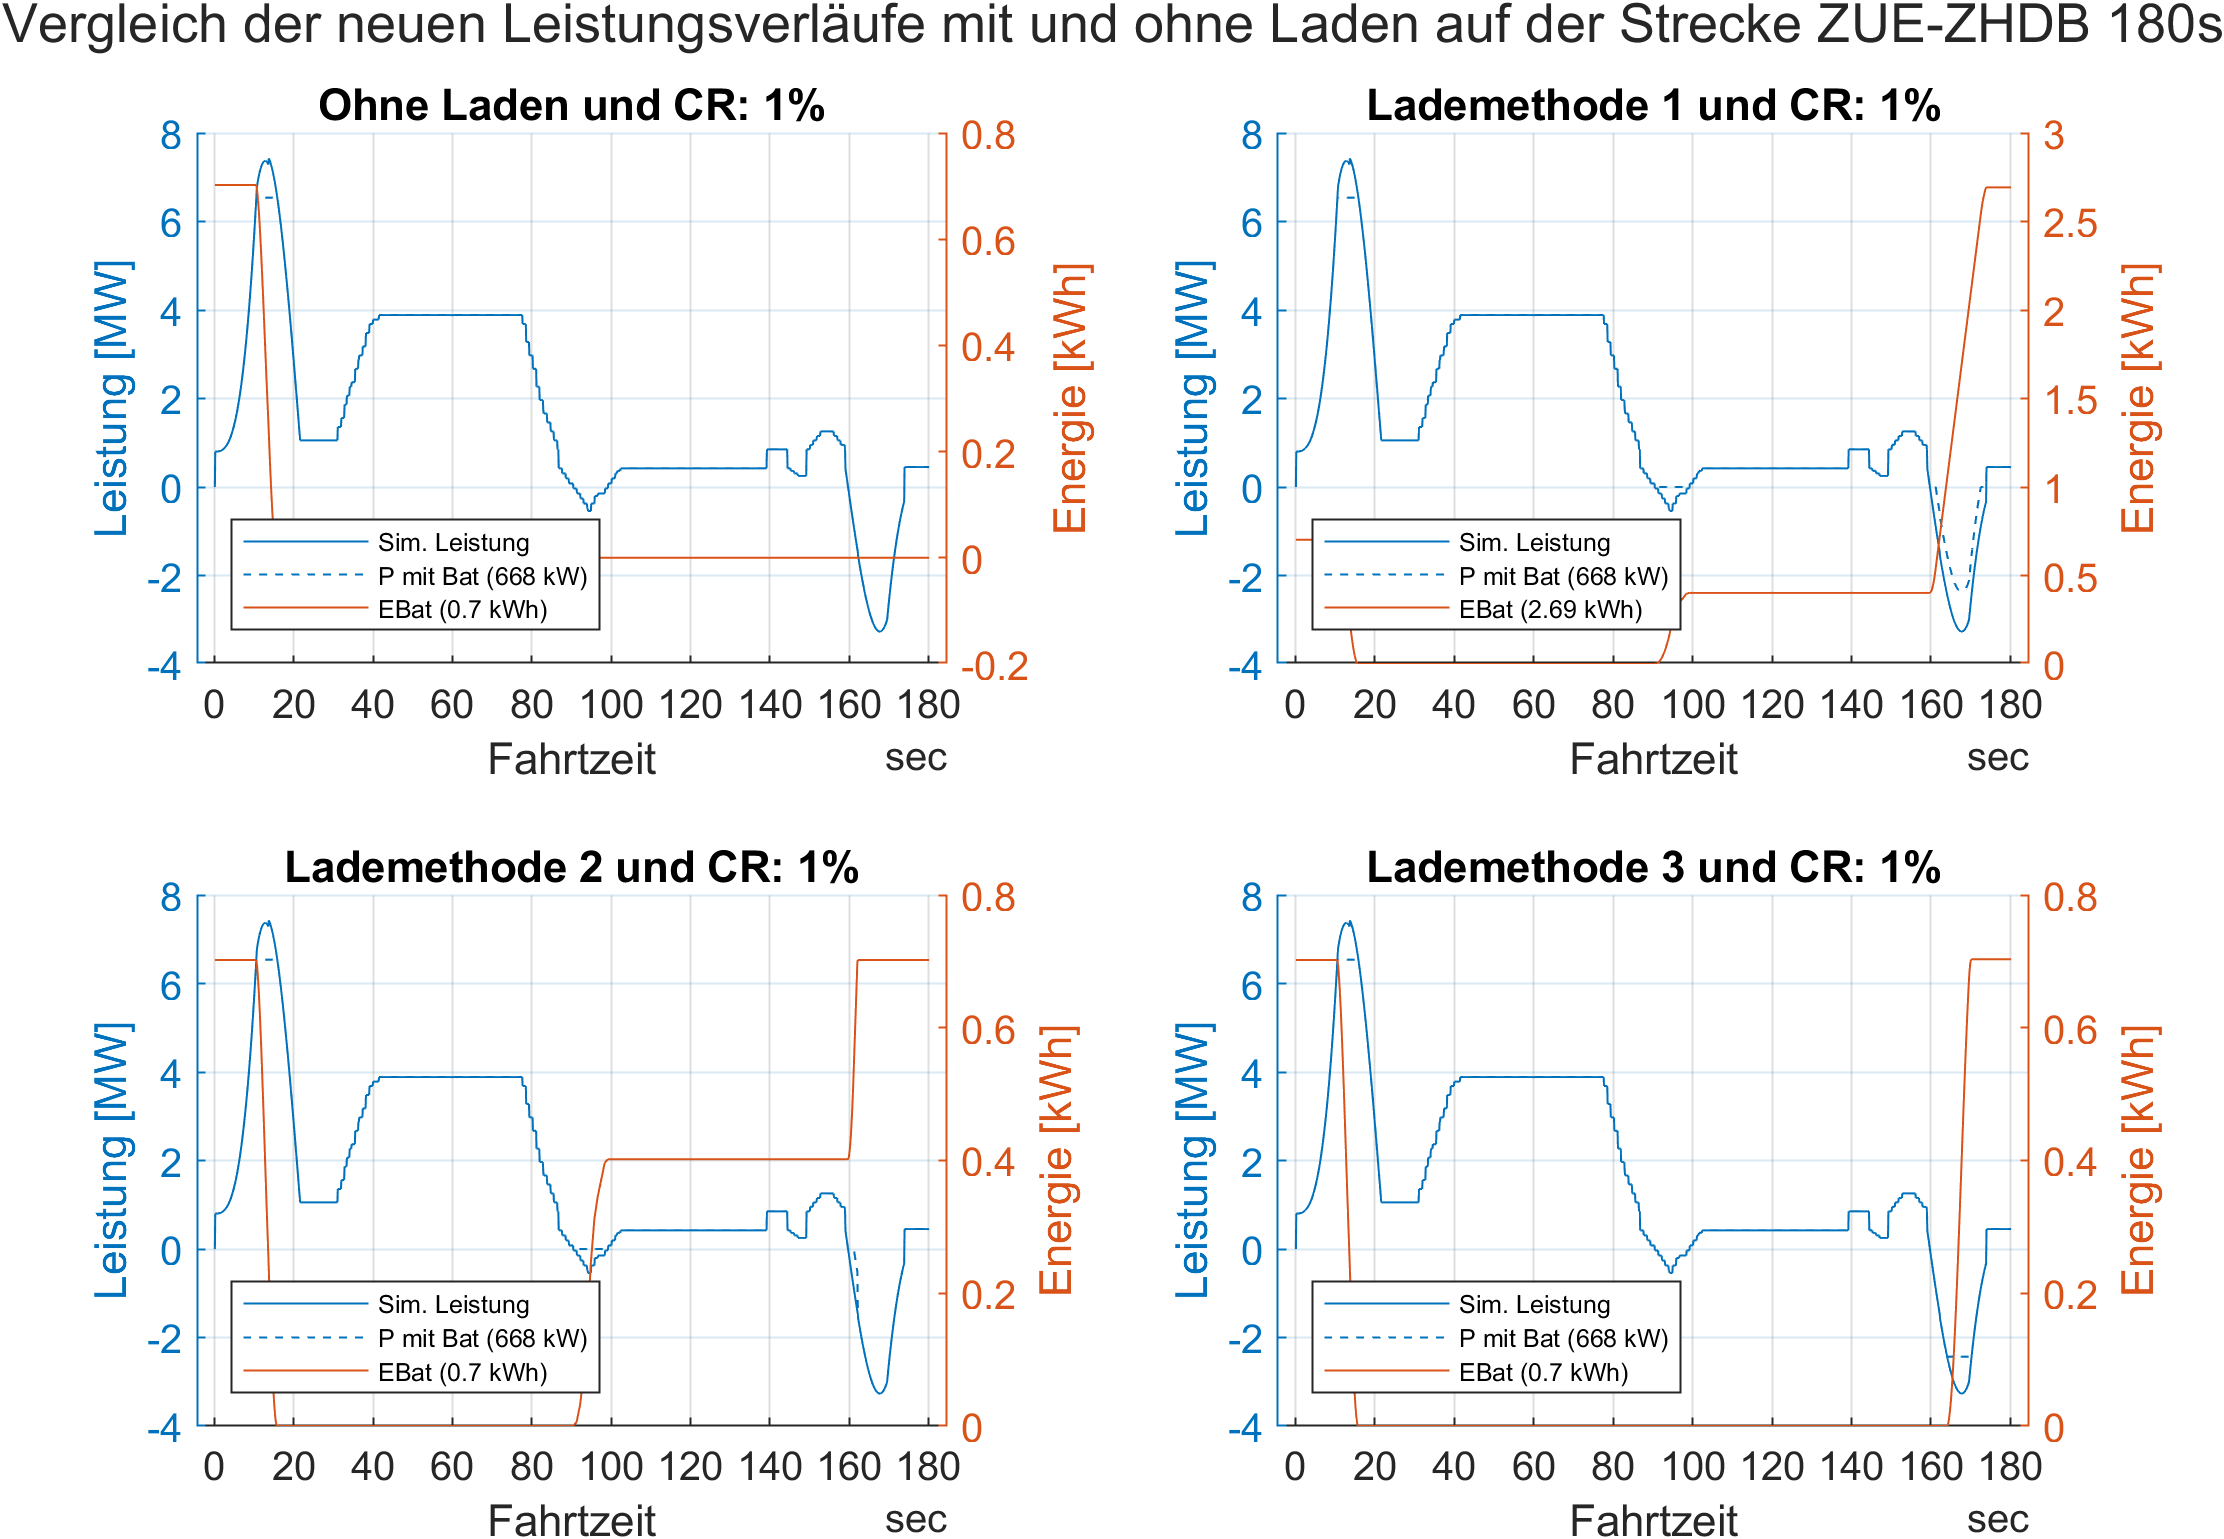 Vergleich der neuen Leistungsverläufe mit und ohne Laden auf der Strecke ZUE-ZHDB 180s
Ohne Laden und CR: 1%
8
6
4
2
0
-2
-4
Leistung [MW]
0.8
0.6
0.4
0.2
0
-0.2
Energie [kWh]
Sim. Leistung
P mit Bat (668 kW)
EBat (0.7 kWh)
0 20 40 60 80 100 120 140 160 180
Fahrtzeit sec
Lademethode 1 und CR: 1%
8
6
4
2
0
-2
-4
Leistung [MW]
3
2.5
2
1.5
1
0.5
0
Energie [kWh]
Sim. Leistung
P mit Bat (668 kW)
EBat (2.69 kWh)
0 20 40 60 80 100 120 140 160 180
Fahrtzeit sec
Lademethode 2 und CR: 1%
8
6
4
2
0
-2
-4
Leistung [MW]
0.8
0.6
0.4
0.2
0
Energie [kWh]
Sim. Leistung
P mit Bat (668 kW)
EBat (0.7 kWh)
0 20 40 60 80 100 120 140 160 180
Fahrtzeit sec
Lademethode 3 und CR: 1%
8
6
4
2
0
-2
-4
Leistung [MW]
0.8
0.6
0.4
0.2
0
Energie [kWh]
Sim. Leistung
P mit Bat (668 kW)
EBat (0.7 kWh)
0 20 40 60 80 100 120 140 160 180
Fahrtzeit sec